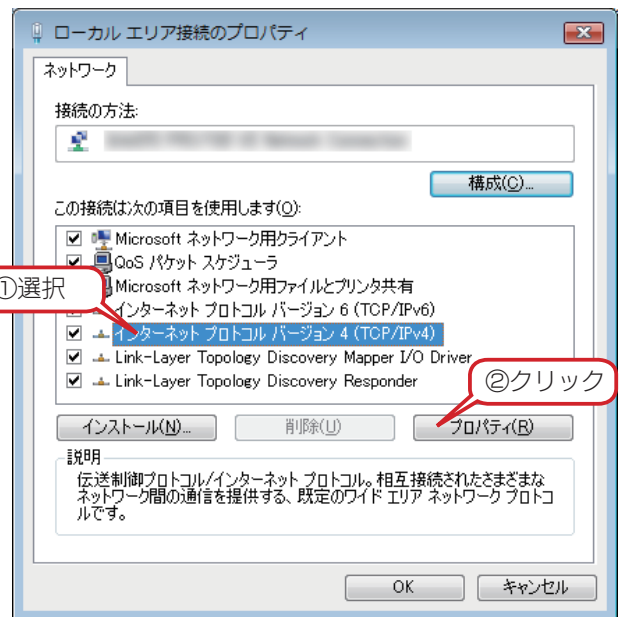 ローカル エリア接続のプロパティ
ネットワーク
接続の方法:
構成(C)...
この接続は次の項目を使用します(O):
Microsoft ネットワーク用クライアント
QoS パケット スケジューラ
Microsoft ネットワーク用ファイルとプリンタ共有
①選択
インターネット プロトコル バージョン 6 (TCP/IPv6)
インターネット プロトコル バージョン 4 (TCP/IPv4)
Link-Layer Topology Discovery Mapper I/O Driver
Link-Layer Topology Discovery Responder
②クリック
インストール(N)...
削除(U)
プロパティ(R)
説明
伝送制御プロトコル/インターネット プロトコル。相互接続されたさまざまな
ネットワーク間の通信を提供する、既定のワイド エリア ネットワーク プロトコ
ルです。
OK
キャンセル